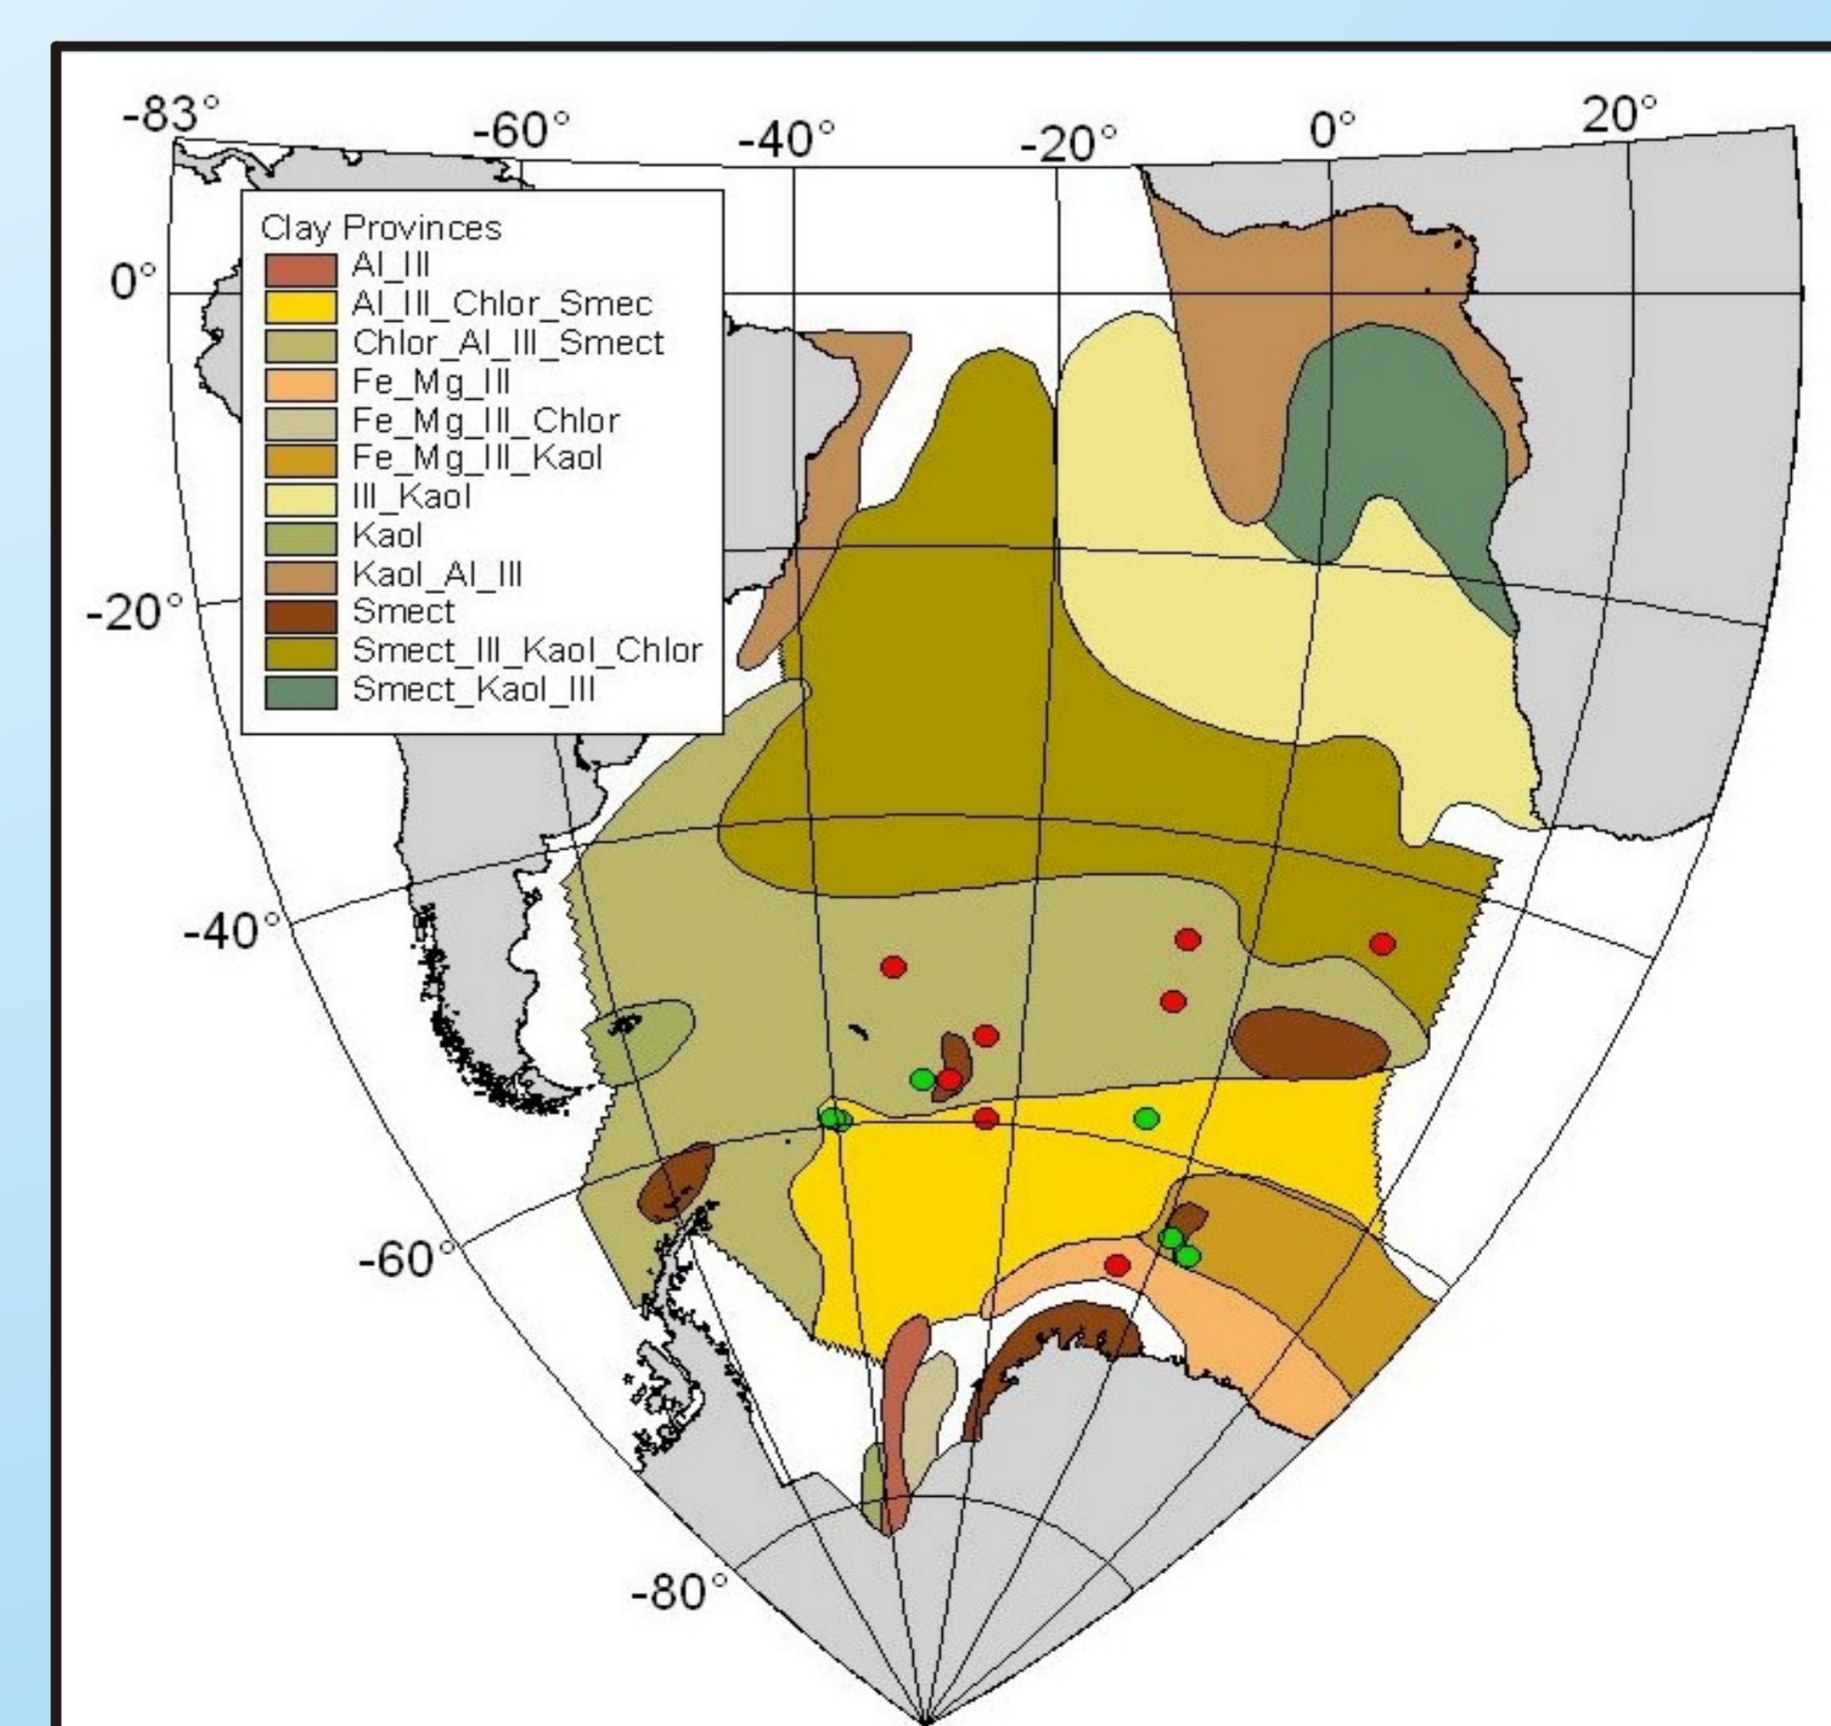 -83°
-60°
-40°
-20°
0°
20°
0°
-20°
-40°
-60°
-80°
Clay Provinces
Al_Ill
Al_Ill_Chlor_Smec
Chlor_Al_Ill_Smect
Fe_Mg_Ill
Fe_Mg_Ill_Chlor
Fe_Mg_Ill_Kaol
Ill_Kaol
Kaol
Kaol_Al_Ill
Smect
Smect_Ill_Kaol_Chlor
Smect_Kaol_Ill